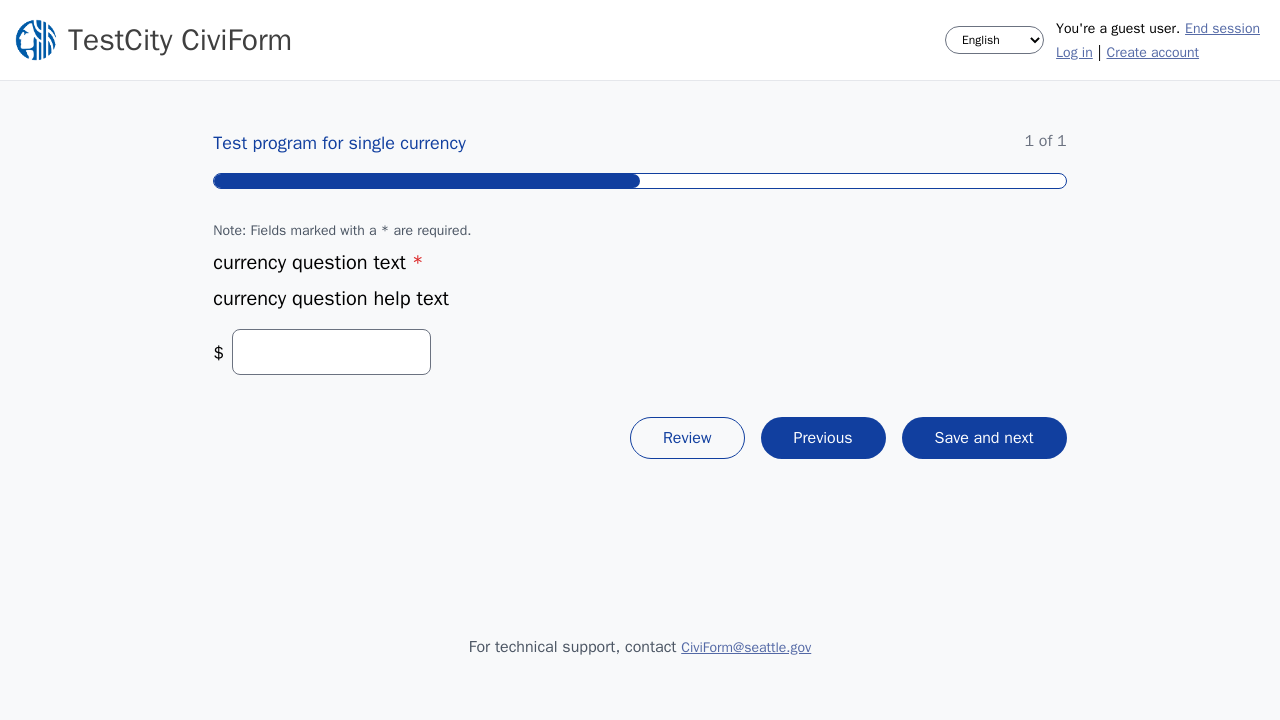 TestCity CiviForm
English
You're a guest user. End session
Log in | Create account
Test program for single currency
1 of 1
Note: Fields marked with a * are required.
currency question text *
currency question help text
$
Review
Previous
Save and next
For technical support, contact CiviForm@seattle.gov